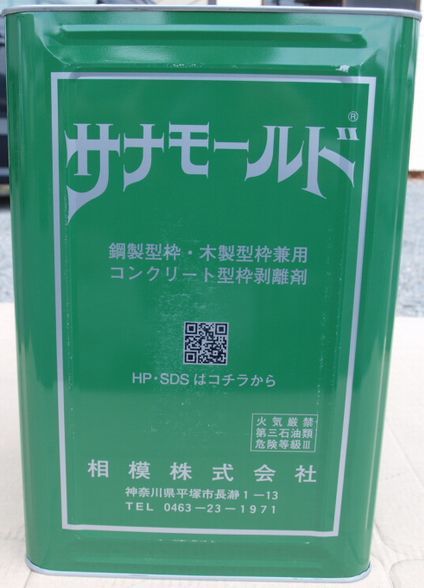 サナモールド®
鋼製型枠・木製型枠兼用
コンクリート型枠剥離剤
HP・SDSはコチラから
火気厳禁
第三石油類
危険等級Ⅲ
相模株式会社
神奈川県平塚市長瀞1－13
TEL 0463－23－1971